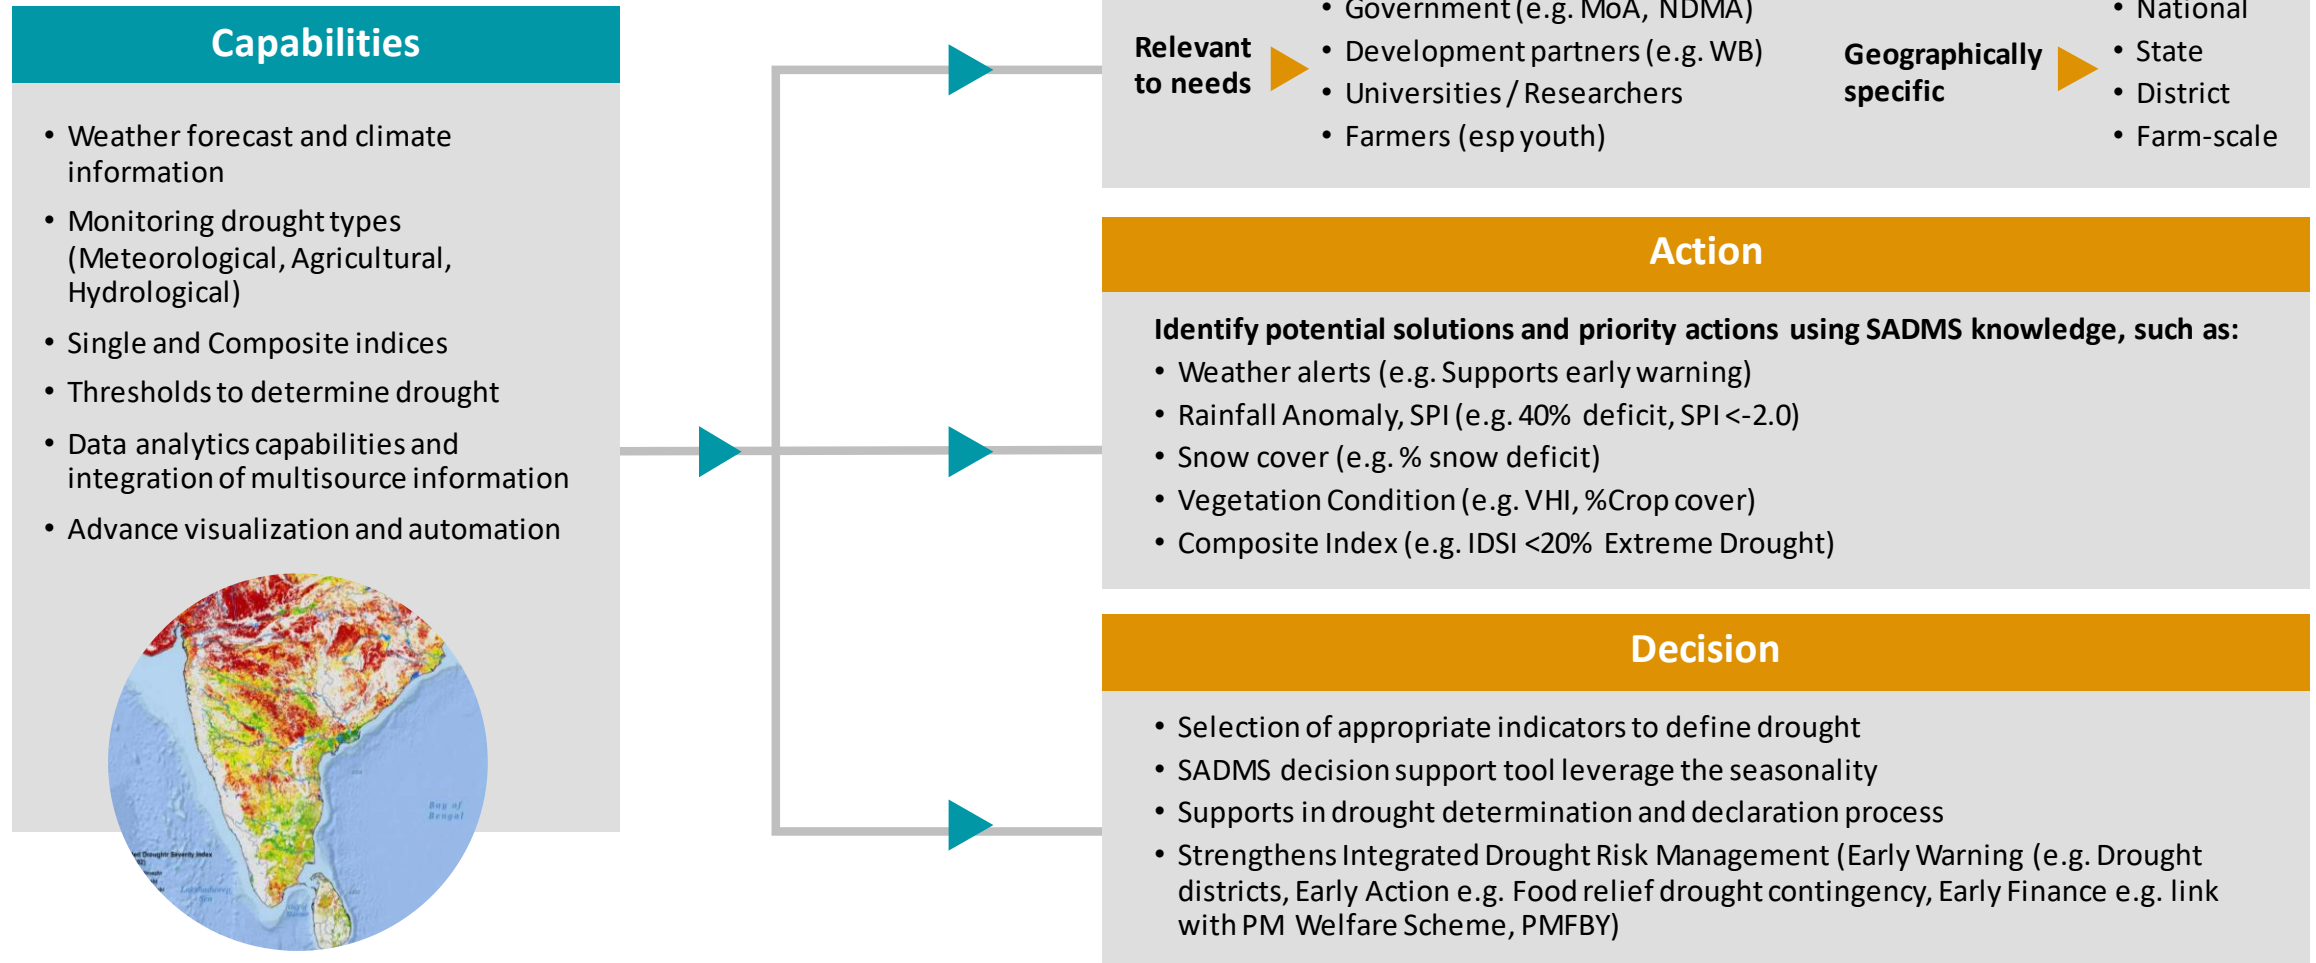 Capabilities
• Weather forecast and climate
information
• Monitoring drought types
(Meteorological, Agricultural,
Hydrological)
• Single and Composite indices
• Thresholds to determine drought
• Data analytics capabilities and
integration of multisource information
• Advance visualization and automation
Bay of
Bengal
Drought Severity Index
Lakshadweep
Sea
Relevant
to needs
• Government (e.g. MoA, NDMA)
• Development partners (e.g. WB)
• Universities / Researchers
• Farmers (esp youth)
Geographically
specific
• National
• State
• District
• Farm-scale
Action
Identify potential solutions and priority actions using SADMS knowledge, such as:
• Weather alerts (e.g. Supports early warning)
• Rainfall Anomaly, SPI (e.g. 40% deficit, SPI <-2.0)
• Snow cover (e.g. % snow deficit)
• Vegetation Condition (e.g. VHI, %Crop cover)
• Composite Index (e.g. IDSI <20% Extreme Drought)
Decision
• Selection of appropriate indicators to define drought
• SADMS decision support tool leverage the seasonality
• Supports in drought determination and declaration process
• Strengthens Integrated Drought Risk Management (Early Warning (e.g. Drought
districts, Early Action e.g. Food relief drought contingency, Early Finance e.g. link
with PM Welfare Scheme, PMFBY)